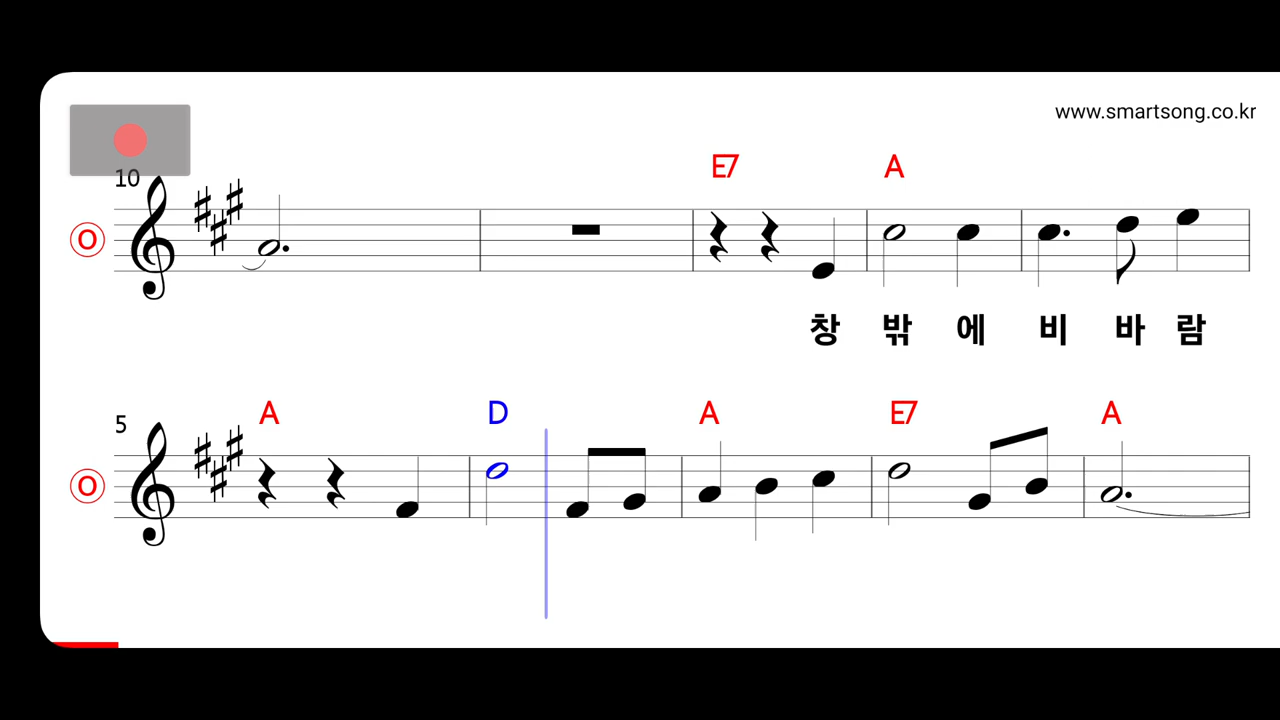 www.smartsong.co.kr
E7 A
10
O
창 밖 에 비 바 람
A D A E7 A
5
O